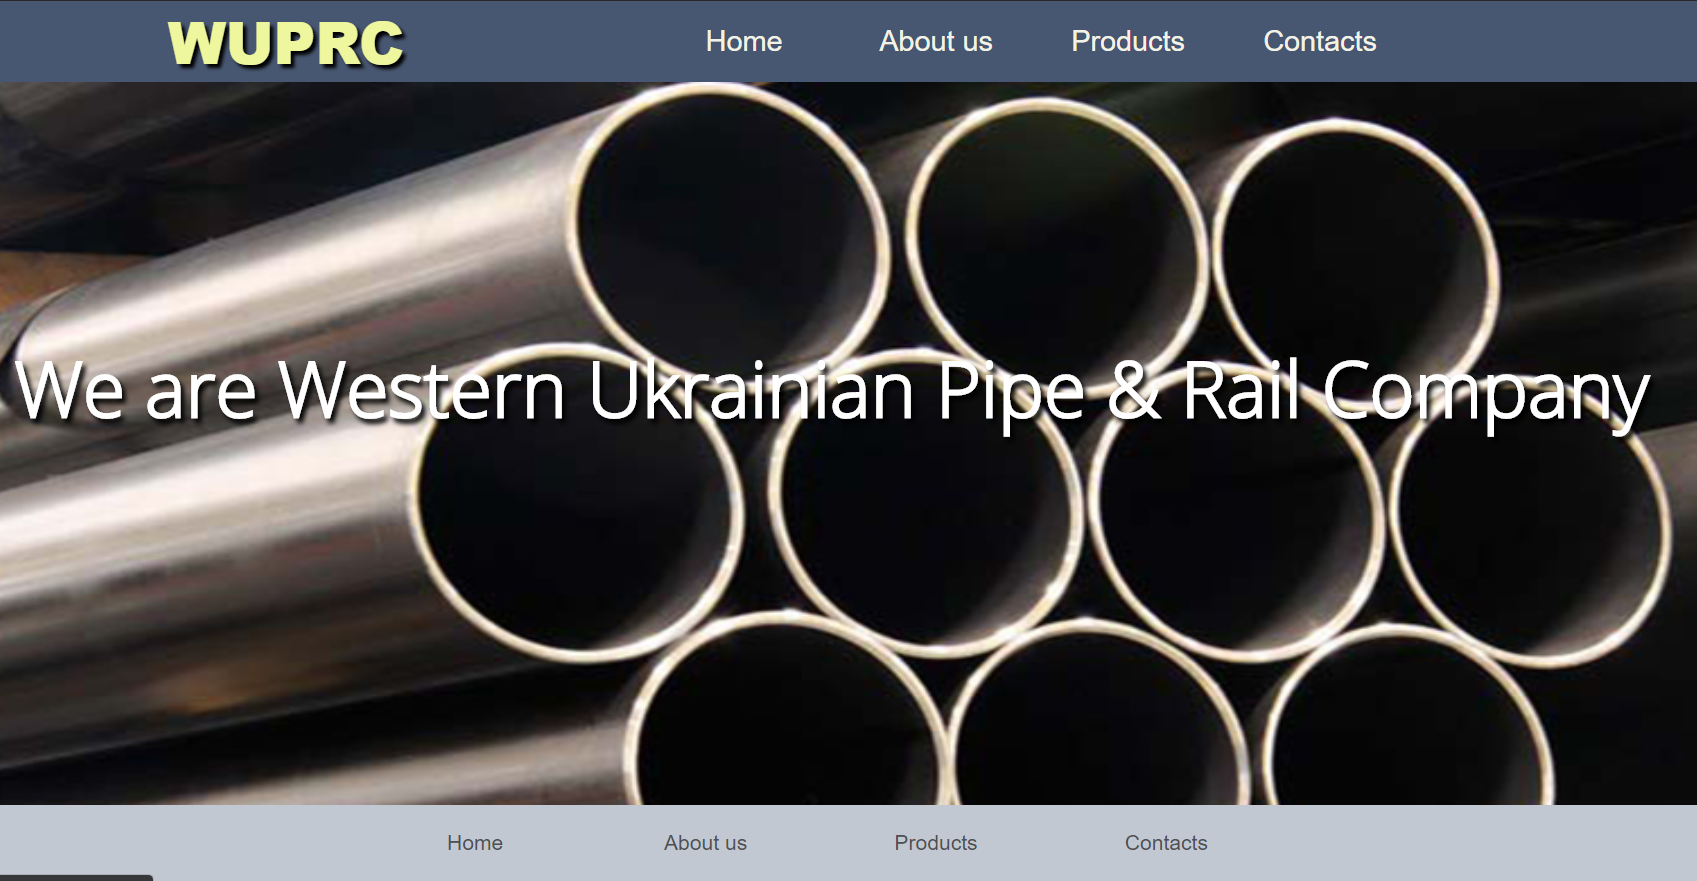 WUPRC Home About us Products Contacts
We are Western Ukrainian Pipe & Rail Company
Home About us Products Contacts